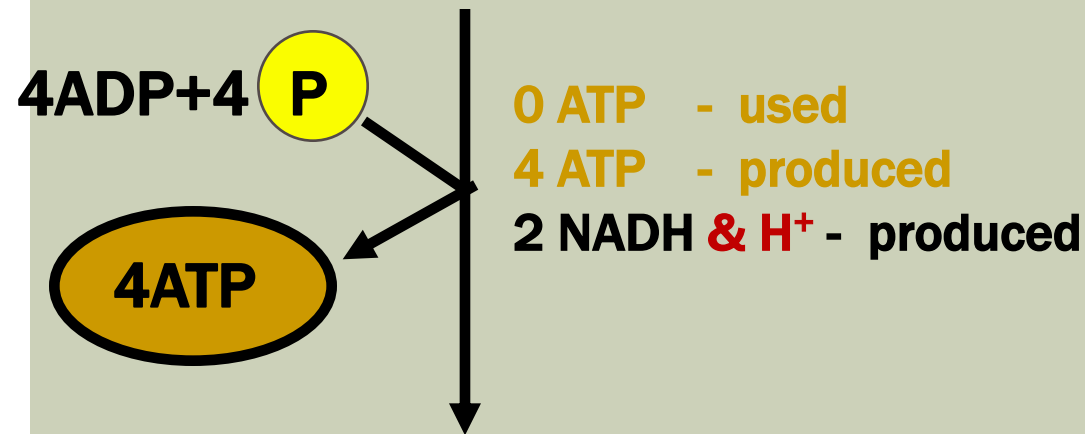 4ADP+4 P
0 ATP - used
4 ATP - produced
2 NADH & H⁺ - produced
4ATP